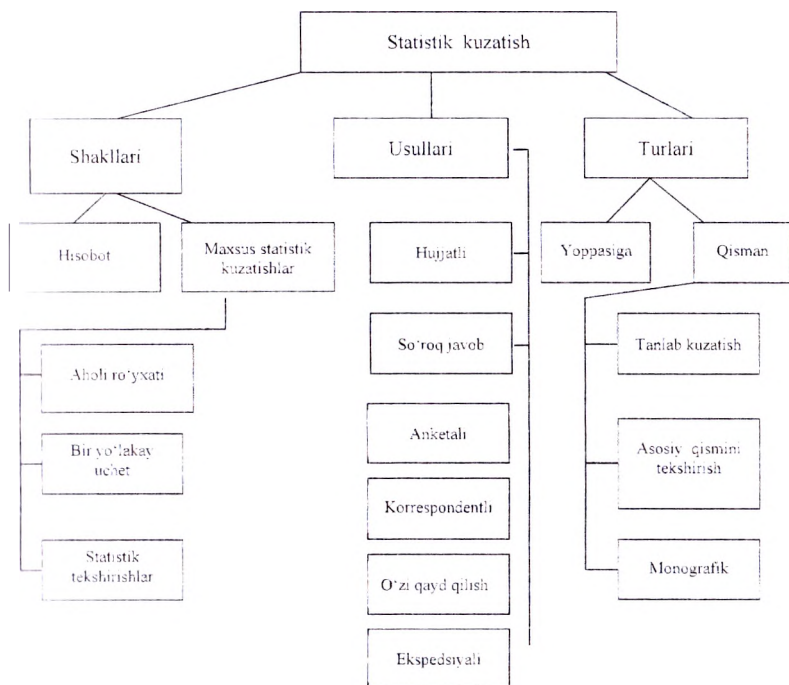 Statistik kuzatish
Shakllari
Usullari
Turlari
Hisobot
Maxsus statistik
kuzatishlar
Hujjatli
Yoppasiga
Qisman
Aholi ro‘yxati
So‘roq javob
Tanlab kuzatish
Bir yo‘lakay
uchet
Anketali
Asosiy qismini
tekshirish
Korrespondentli
Statistik
tekshirishlar
O‘zi qayd qilish
Monografik
Ekspedsiyali